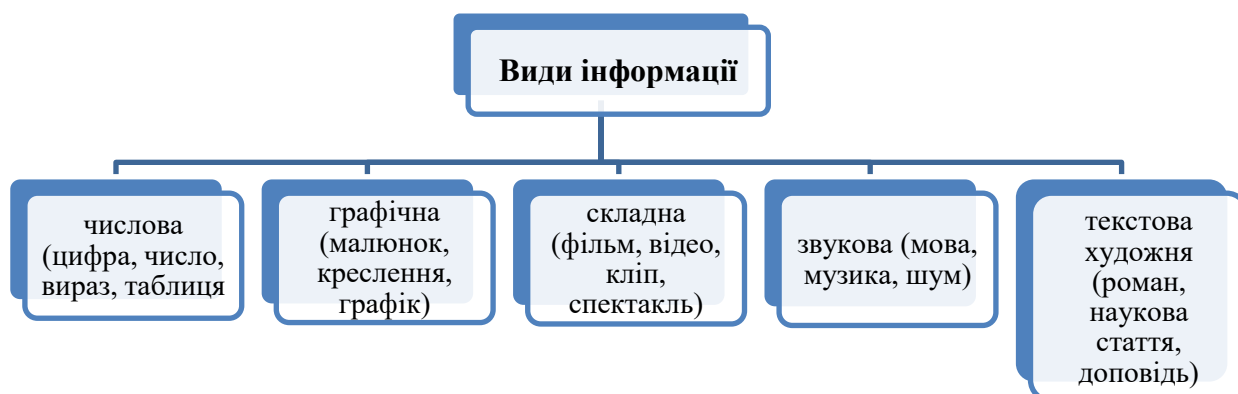 Види інформації
числова
(цифра, число,
вираз, таблиця
графічна
(малюнок,
креслення,
графік)
складна
(фільм, відео,
кліп,
спектакль)
звукова (мова,
музика, шум)
текстова
художня
(роман,
наукова
стаття,
доповідь)